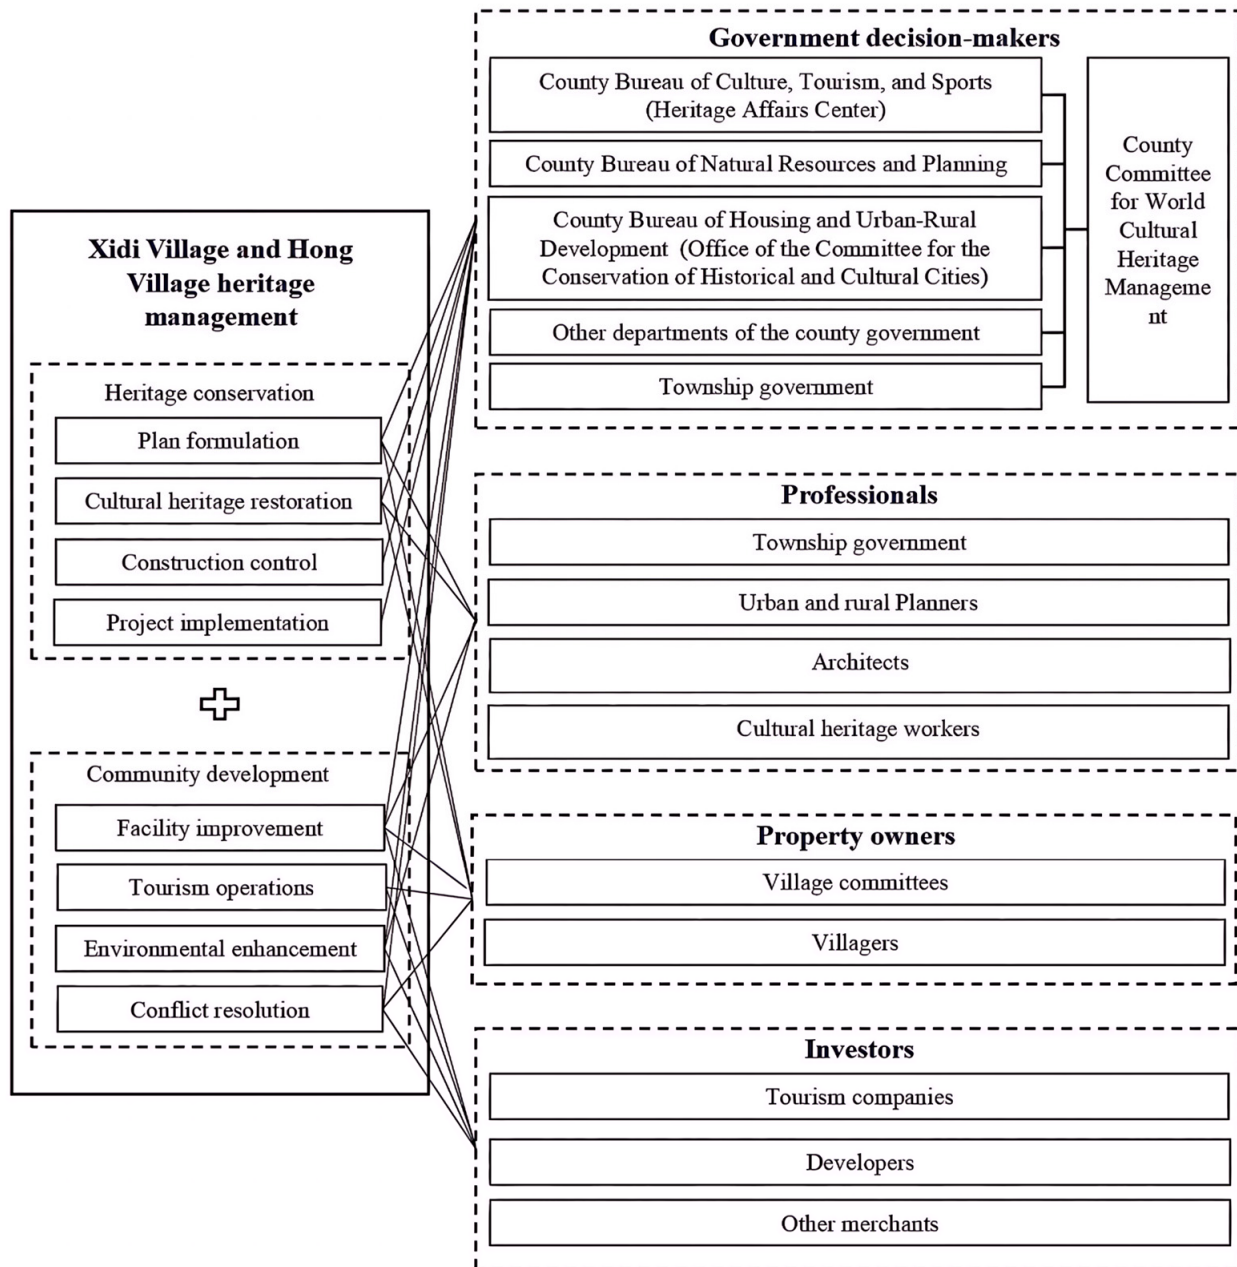 Xidi Village and Hong
Village heritage
management
Heritage conservation
Plan formulation
Cultural heritage restoration
Construction control
Project implementation
Community development
Facility improvement
Tourism operations
Environmental enhancement
Conflict resolution
Government decision-makers
County Bureau of Culture, Tourism, and Sports
(Heritage Affairs Center)
County Bureau of Natural Resources and Planning
County Bureau of Housing and Urban-Rural
Development (Office of the Committee for the
Conservation of Historical and Cultural Cities)
Other departments of the county government
Township government
County
Committee
for World
Cultural
Heritage
Manageme
nt
Professionals
Township government
Urban and rural Planners
Architects
Cultural heritage workers
Property owners
Village committees
Villagers
Investors
Tourism companies
Developers
Other merchants